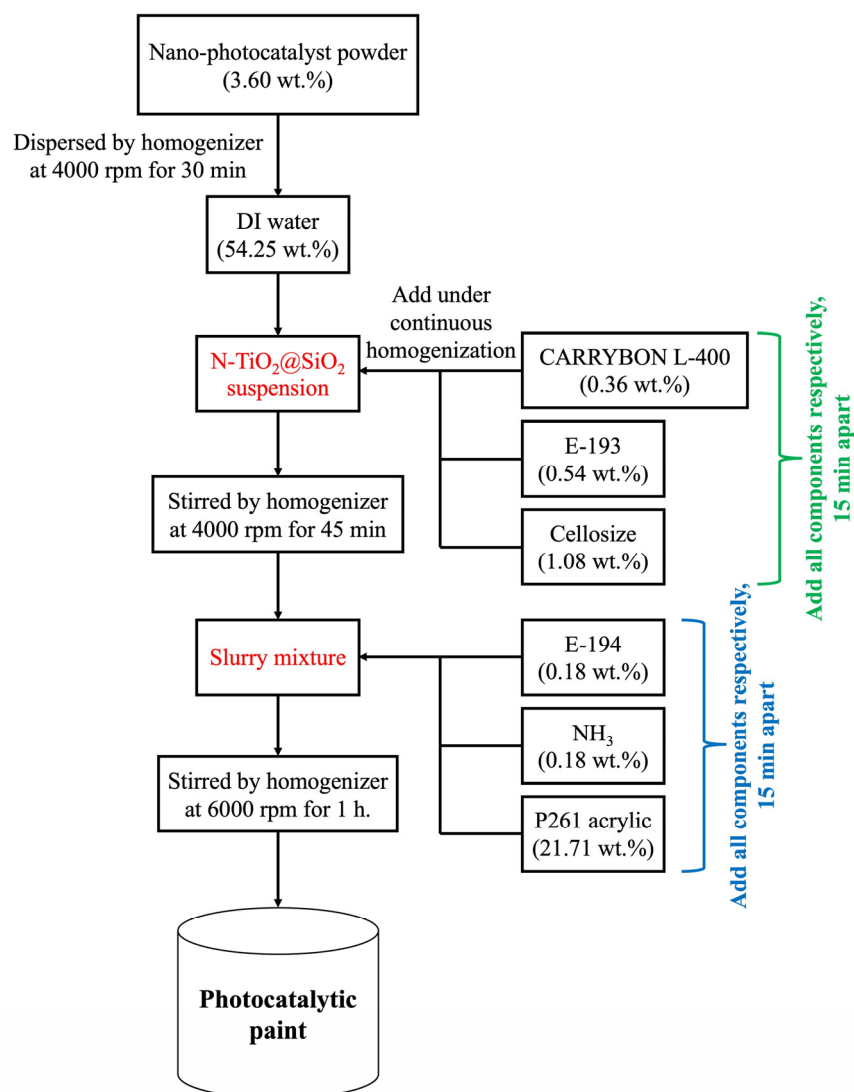 Nano-photocatalyst powder
(3.60 wt.%)
Dispersed by homogenizer
at 4000 rpm for 30 min
DI water
(54.25 wt.%)
Add under
continuous
homogenization
N-TiO₂@SiO₂
suspension
CARRYBON L-400
(0.36 wt.%)
E-193
(0.54 wt.%)
Cellosize
(1.08 wt.%)
Add all components respectively,
15 min apart
Stirred by homogenizer
at 4000 rpm for 45 min
Slurry mixture
E-194
(0.18 wt.%)
NH₃
(0.18 wt.%)
P261 acrylic
(21.71 wt.%)
Add all components respectively,
15 min apart
Stirred by homogenizer
at 6000 rpm for 1 h.
Photocatalytic
paint